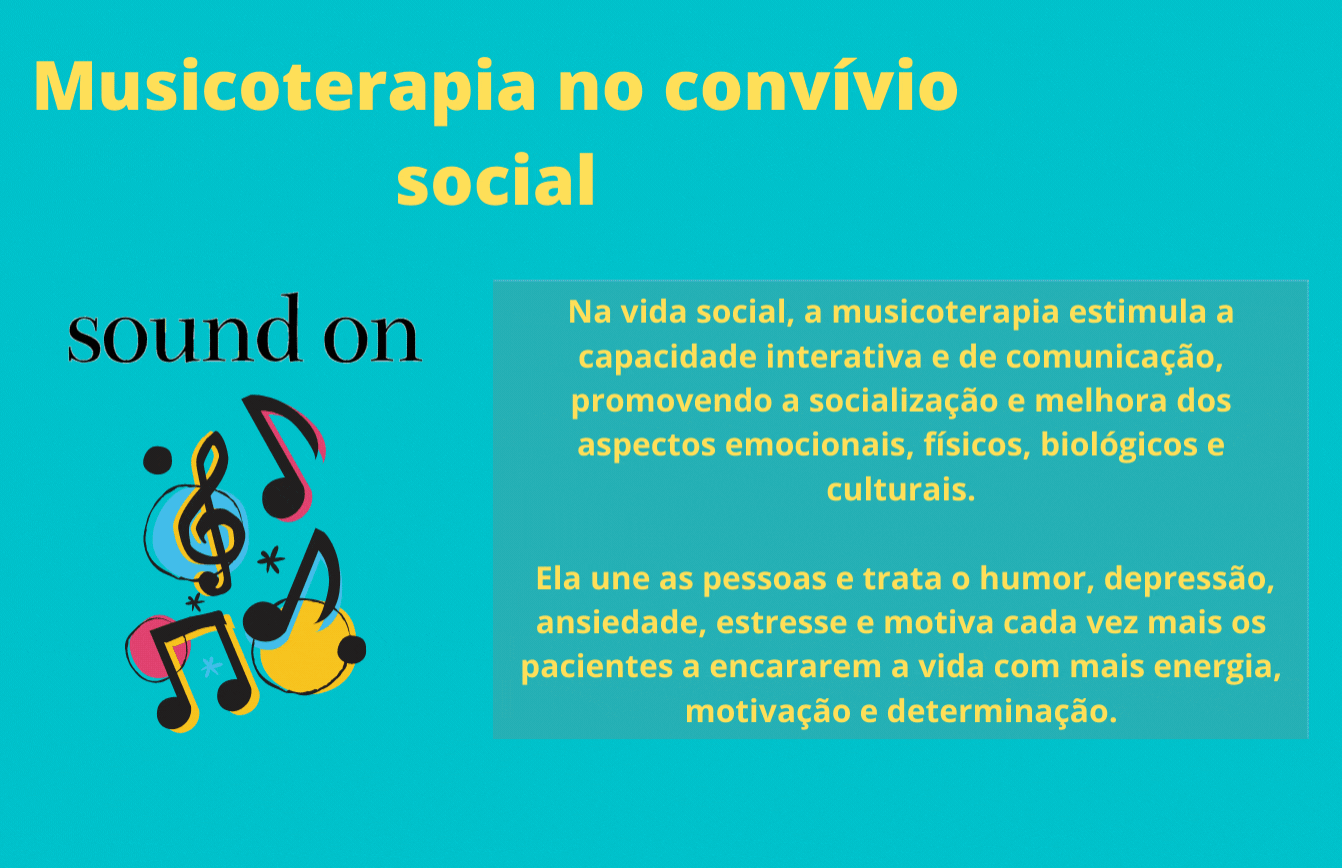 Musicoterapia no convívio
social
sound on
Na vida social, a musicoterapia estimula a
capacidade interativa e de comunicação,
promovendo a socialização e melhora dos
aspectos emocionais, físicos, biológicos e
culturais.
Ela une as pessoas e trata o humor, depressão,
ansiedade, estresse e motiva cada vez mais os
pacientes a encararem a vida com mais energia,
motivação e determinação.